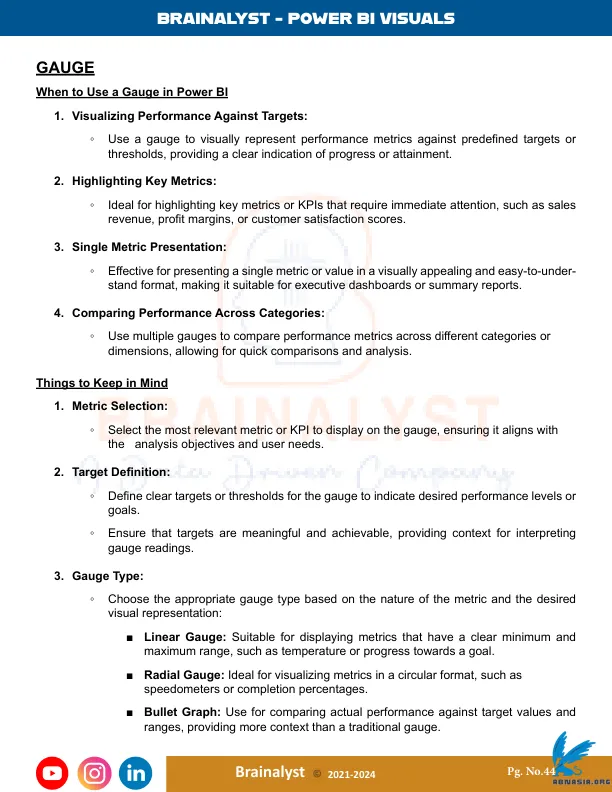 BRAINALYST - POWER BI VISUALS
GAUGE
When to Use a Gauge in Power BI
1. Visualizing Performance Against Targets:
◦ Use a gauge to visually represent performance metrics against predefined targets or
thresholds, providing a clear indication of progress or attainment.
2. Highlighting Key Metrics:
◦ Ideal for highlighting key metrics or KPIs that require immediate attention, such as sales
revenue, profit margins, or customer satisfaction scores.
3. Single Metric Presentation:
◦ Effective for presenting a single metric or value in a visually appealing and easy-to-under-
stand format, making it suitable for executive dashboards or summary reports.
4. Comparing Performance Across Categories:
◦ Use multiple gauges to compare performance metrics across different categories or
dimensions, allowing for quick comparisons and analysis.
Things to Keep in Mind
1. Metric Selection:
BRAINALYST
◦ Select the most relevant metric or KPI to display on the gauge, ensuring it aligns with
the analysis objectives and user needs.
2. Target Definition:
A Data Driven Company
◦ Define clear targets or thresholds for the gauge to indicate desired performance levels or
goals.
◦ Ensure that targets are meaningful and achievable, providing context for interpreting
gauge readings.
3. Gauge Type:
◦ Choose the appropriate gauge type based on the nature of the metric and the desired
visual representation:
■ Linear Gauge: Suitable for displaying metrics that have a clear minimum and
maximum range, such as temperature or progress towards a goal.
■ Radial Gauge: Ideal for visualizing metrics in a circular format, such as
speedometers or completion percentages.
■ Bullet Graph: Use for comparing actual performance against target values and
ranges, providing more context than a traditional gauge.
in
Brainalyst © 2021-2024
Pg. No.44
ABNASIA.ORG